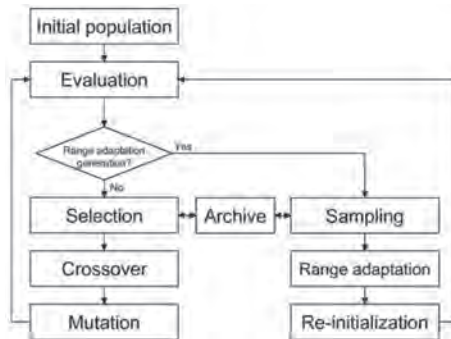 Initial population
Evaluation
Range adaptation
generation?
Yes
No
Selection
Archive
Sampling
Crossover
Range adaptation
Mutation
Re-initialization